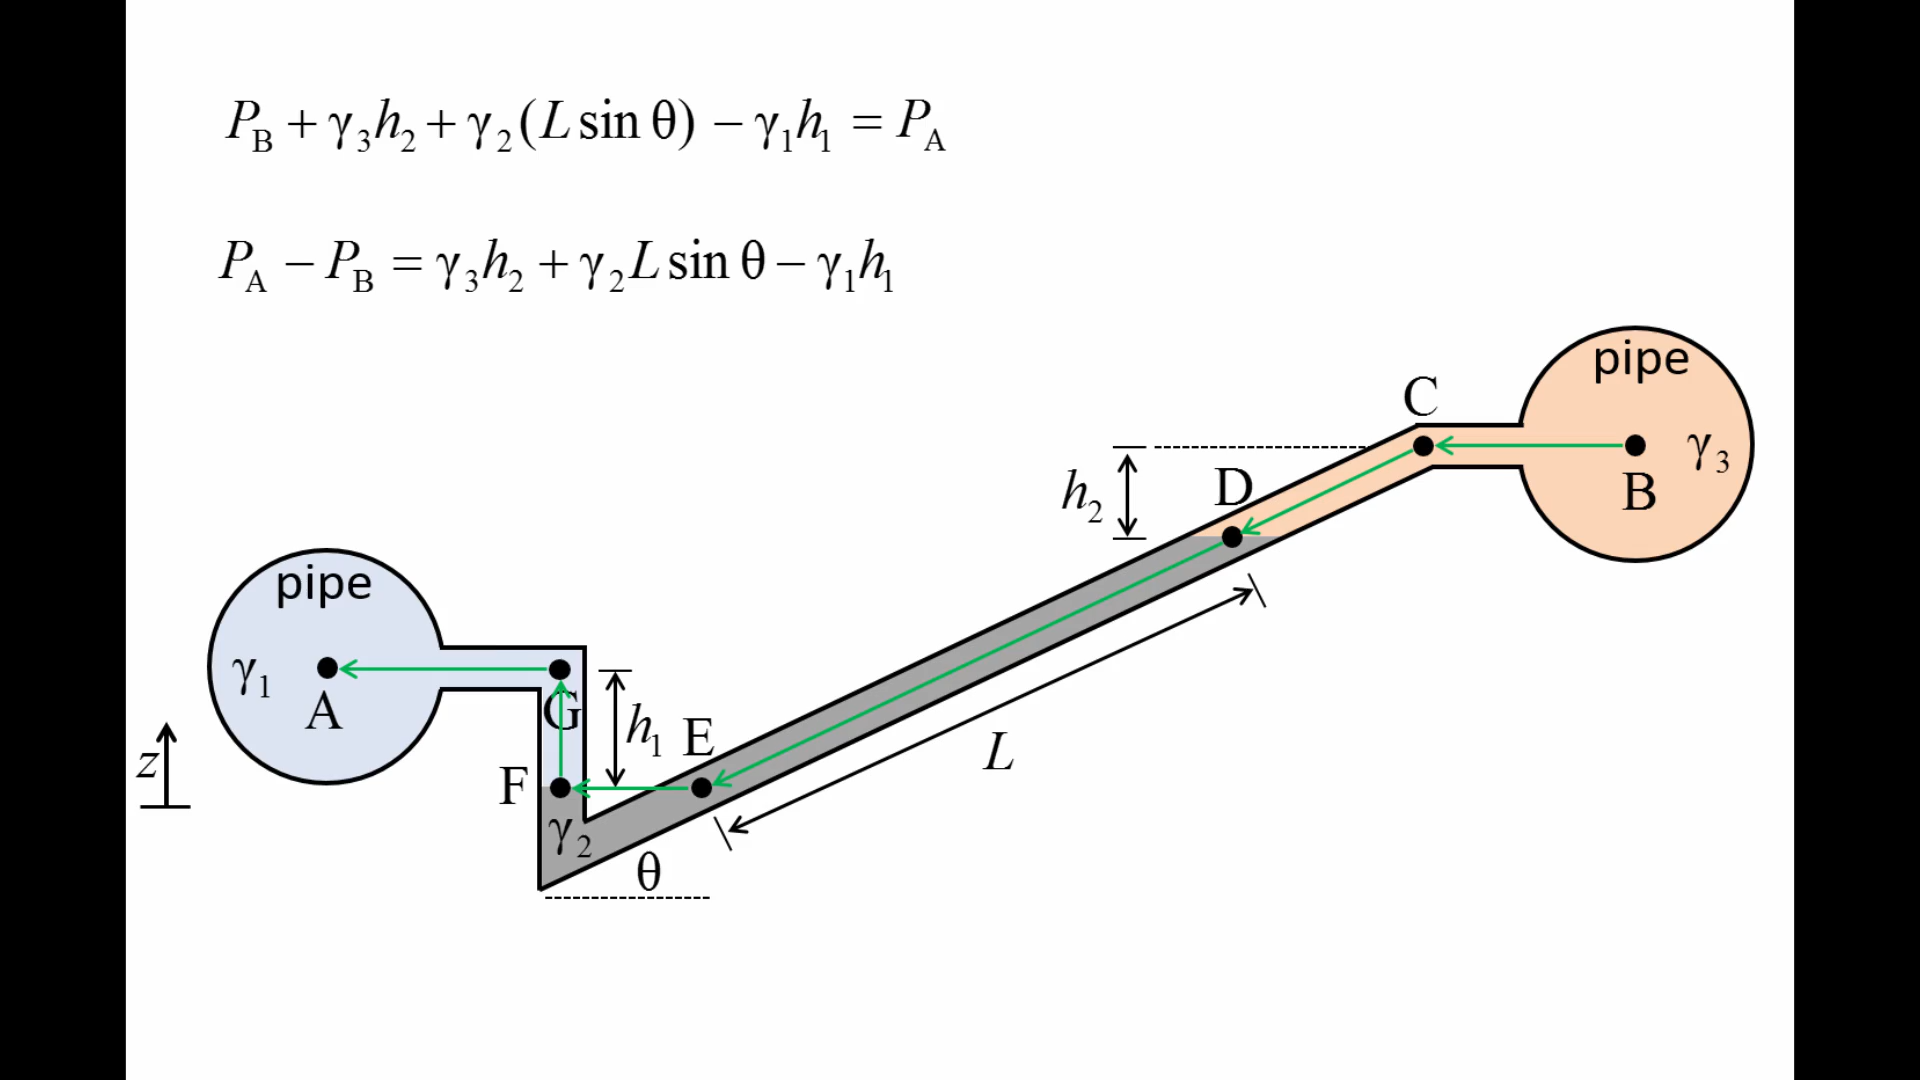 P_B + γ_3h_2 + γ_2(L sin θ) − γ_1h_1 = P_A
P_A − P_B = γ_3h_2 + γ_2L sin θ − γ_1h_1
pipe
C
γ_3
B
D
h_2
pipe
γ_1
A
G
h_1
E
L
z
F
γ_2
θ